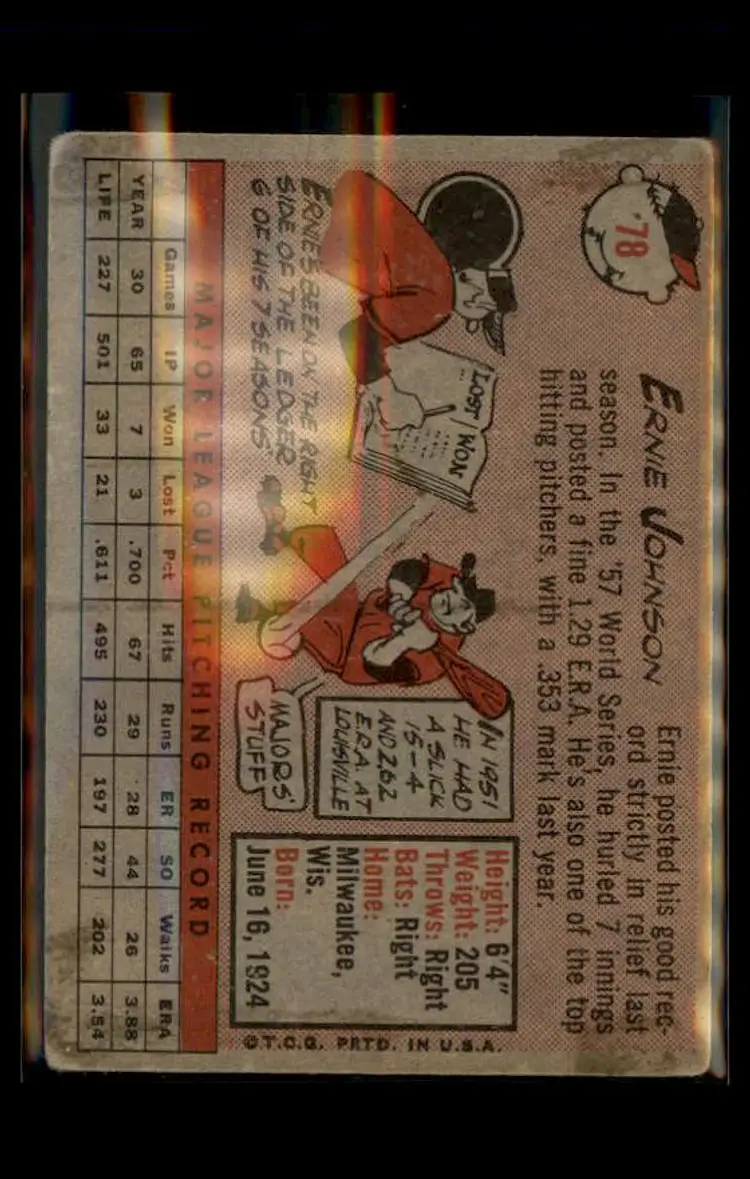 78
ERNIE JOHNSON
Ernie posted his good rec-
ord strictly in relief last
season. In the '57 World Series, he hurled 7 innings
and posted a fine 1.29 E.R.A. He's also one of the top
hitting pitchers, with a .353 mark last year.
LOST WON
ERNIE'S BEEN ON THE RIGHT
SIDE OF THE LEDGER
6 OF HIS 7 SEASONS
IN 1951
HE HAD
A SLICK
15-4
AND 2.62
E.R.A. AT
LOUISVILLE
'MAJORS'
STUFF
Height: 6'4"
Weight: 205
Throws: Right
Bats: Right
Home:
Milwaukee,
Wis.
Born:
June 16, 1924
©T.C.G. PRTD. IN U.S.A.
MAJOR LEAGUE PITCHING RECORD
Games IP Won Lost Pct Hits Runs ER SO Walks ERA
YEAR 30 65 7 3 .700 67 29 28 44 26 3.88
LIFE 227 501 33 21 .611 495 230 197 277 202 3.54